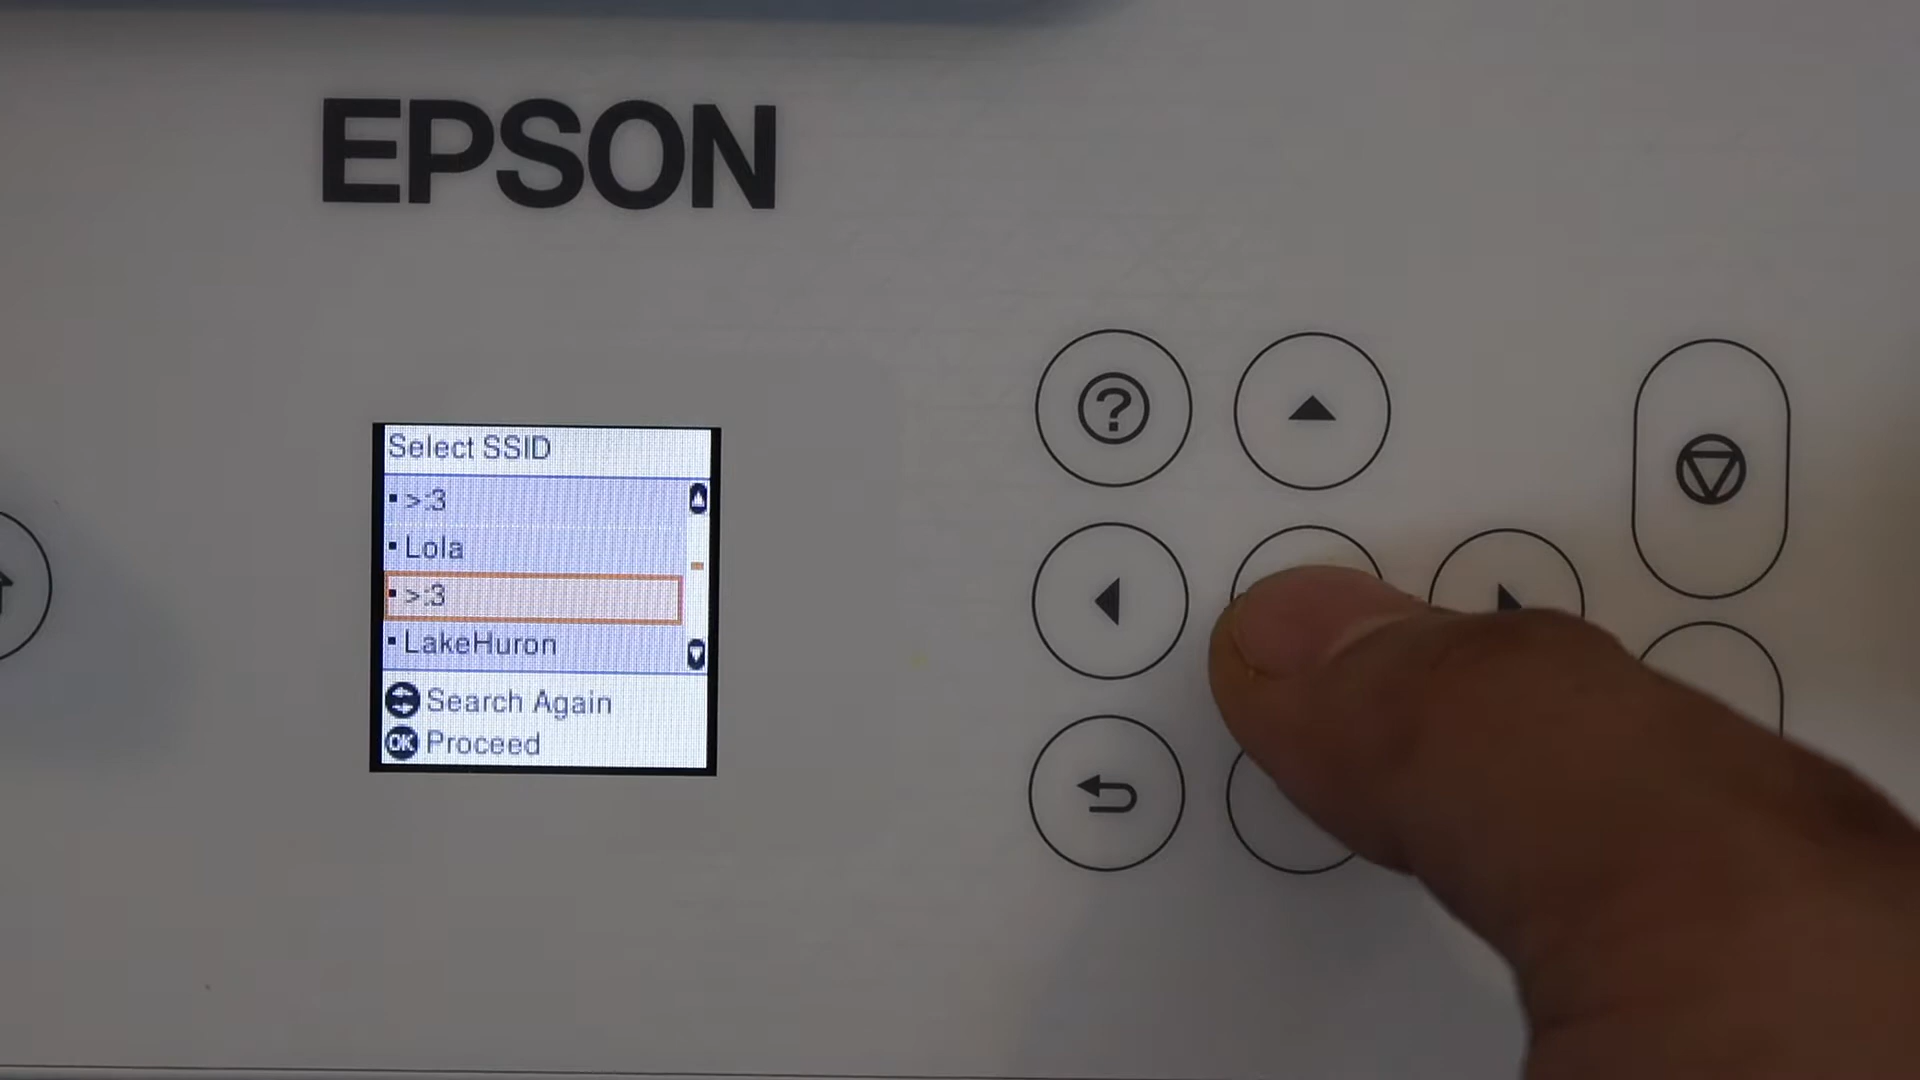 EPSON
Select SSID
>:3
Lola
>:3
LakeHuron
Search Again
OK Proceed
?